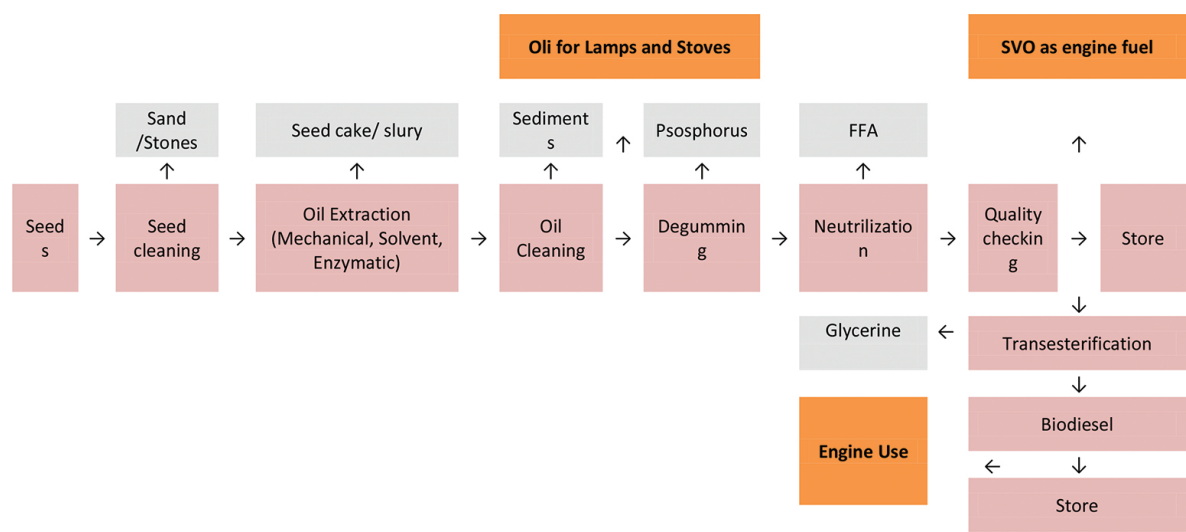 Oli for Lamps and Stoves
SVO as engine fuel
Sand
/Stones
Seed cake/ slury
Sediment
s
Psosphorus
FFA
Seed
s
Seed
cleaning
Oil Extraction
(Mechanical, Solvent,
Enzymatic)
Oil
Cleaning
Degummin
g
Neutrilizatio
n
Quality
checkin
g
Store
Glycerine
Transesterification
Engine Use
Biodiesel
Store